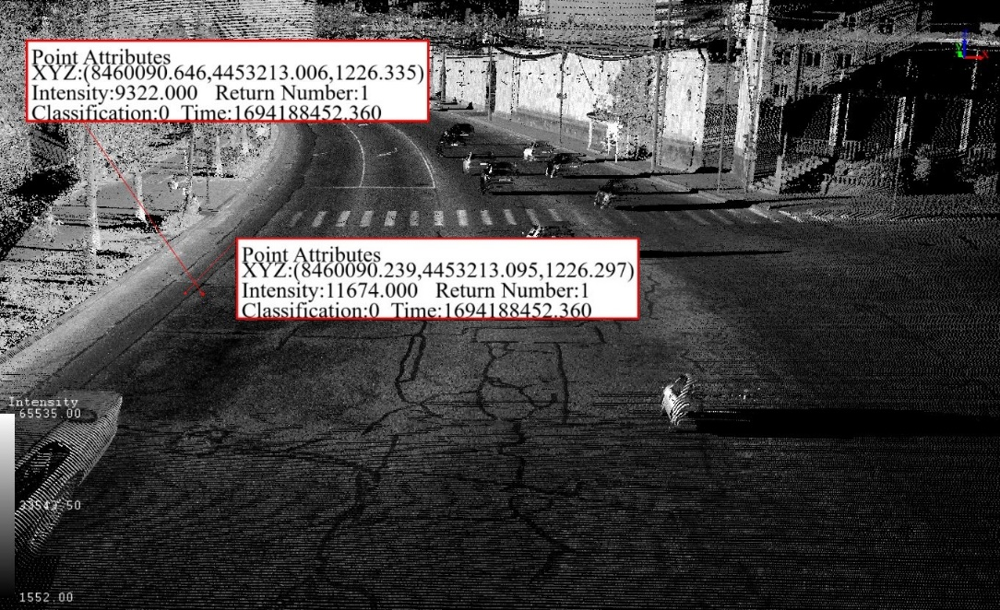 Point Attributes
XYZ:(8460090.646,4453213.006,1226.335)
Intensity:9322.000 Return Number:1
Classification:0 Time:1694188452.360
Point Attributes
XYZ:(8460090.239,4453213.095,1226.297)
Intensity:11674.000 Return Number:1
Classification:0 Time:1694188452.360
Intensity
65535.00
33543.50
1552.00
X